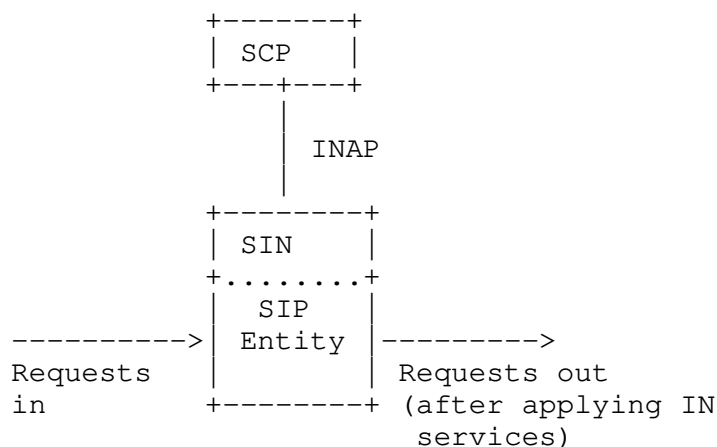 SCP
INAP
SIN
SIP
Entity
Requests
in
Requests out
(after applying IN
services)